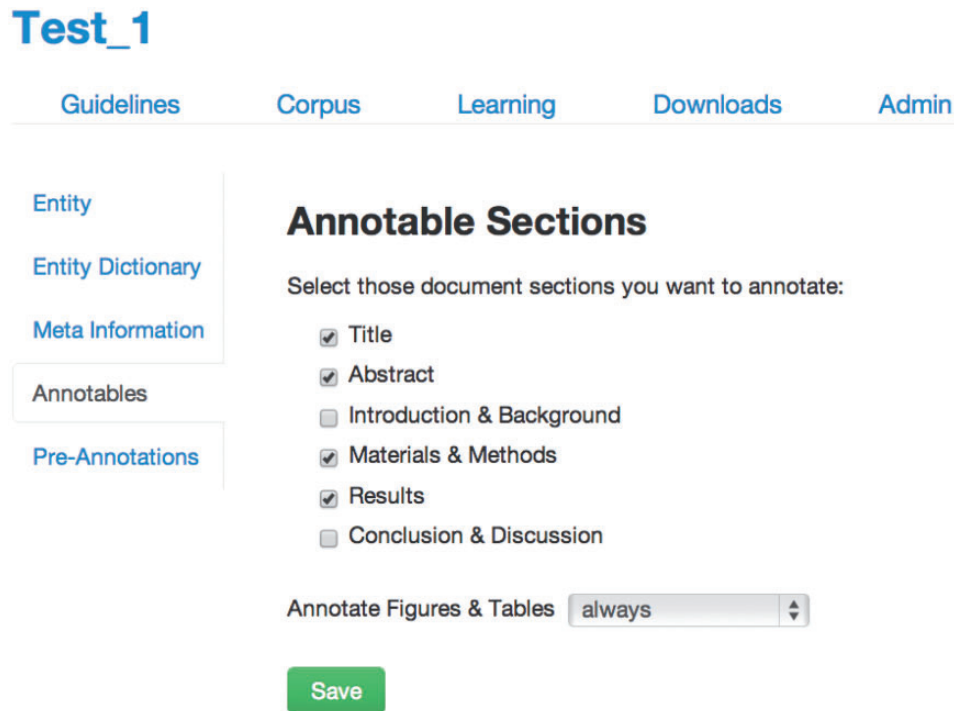 Test_1
Guidelines Corpus Learning Downloads Admin
Entity
Entity Dictionary
Meta Information
Annotables
Pre-Annotations
Annotable Sections
Select those document sections you want to annotate:
Title
Abstract
Introduction & Background
Materials & Methods
Results
Conclusion & Discussion
Annotate Figures & Tables always
Save